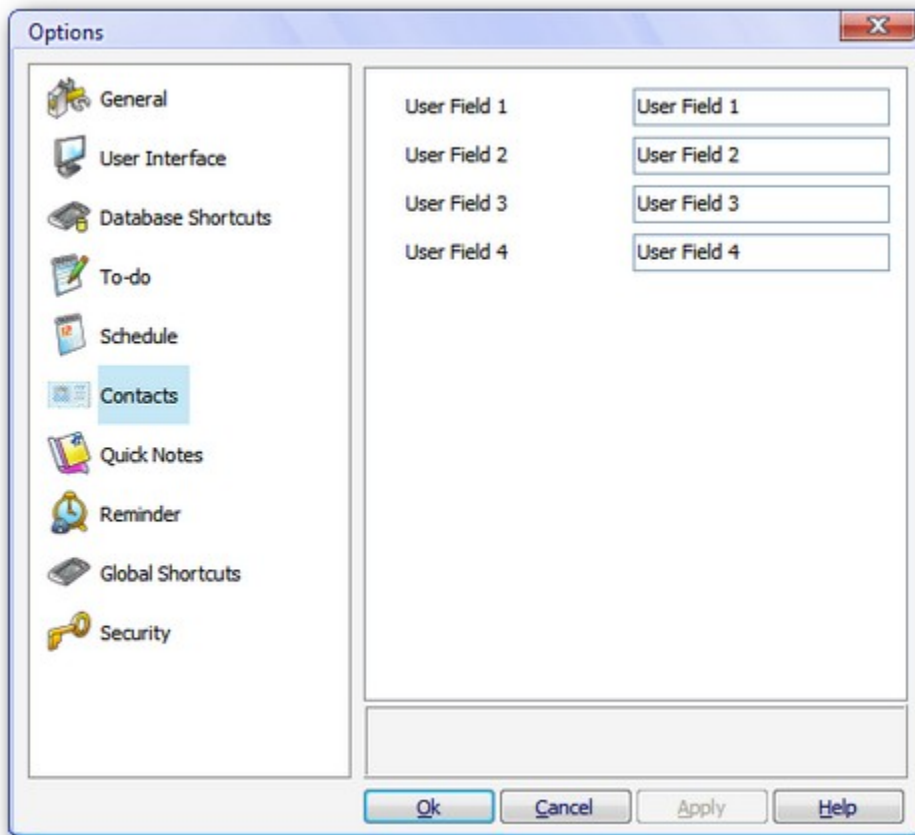 Options
General
User Interface
Database Shortcuts
To-do
Schedule
Contacts
Quick Notes
Reminder
Global Shortcuts
Security
User Field 1 User Field 1
User Field 2 User Field 2
User Field 3 User Field 3
User Field 4 User Field 4
Ok Cancel Apply Help